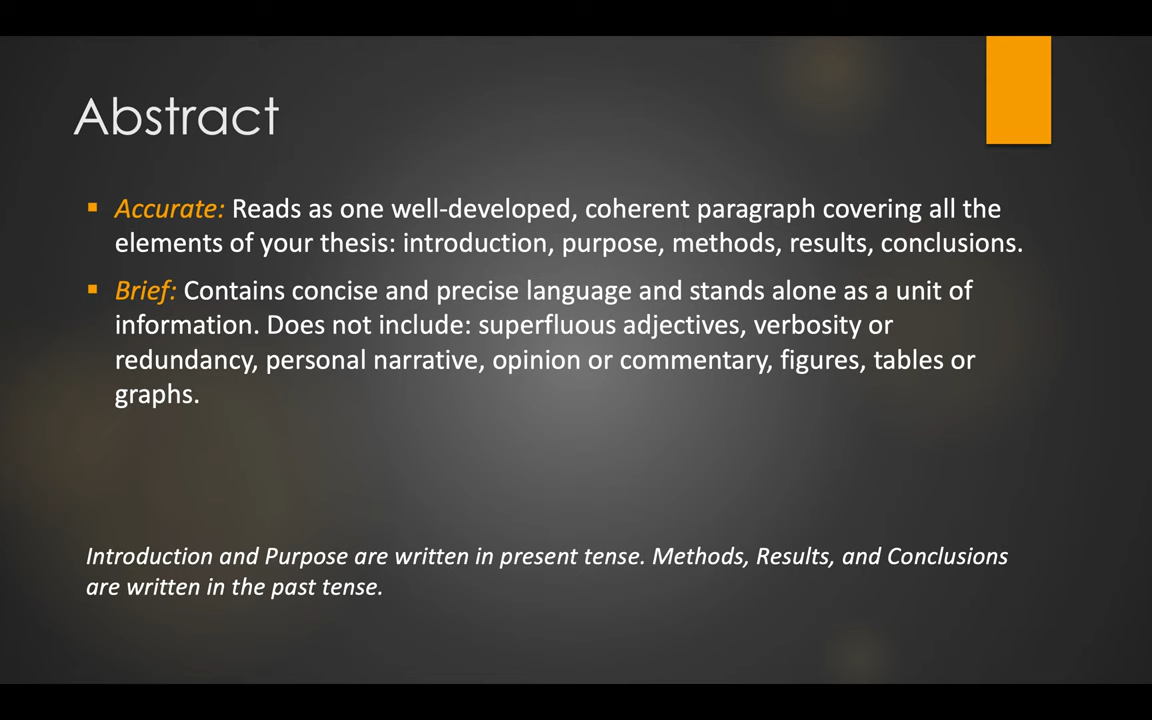 Abstract
▪ Accurate: Reads as one well-developed, coherent paragraph covering all the
elements of your thesis: introduction, purpose, methods, results, conclusions.
▪ Brief: Contains concise and precise language and stands alone as a unit of
information. Does not include: superfluous adjectives, verbosity or
redundancy, personal narrative, opinion or commentary, figures, tables or
graphs.
Introduction and Purpose are written in present tense. Methods, Results, and Conclusions
are written in the past tense.